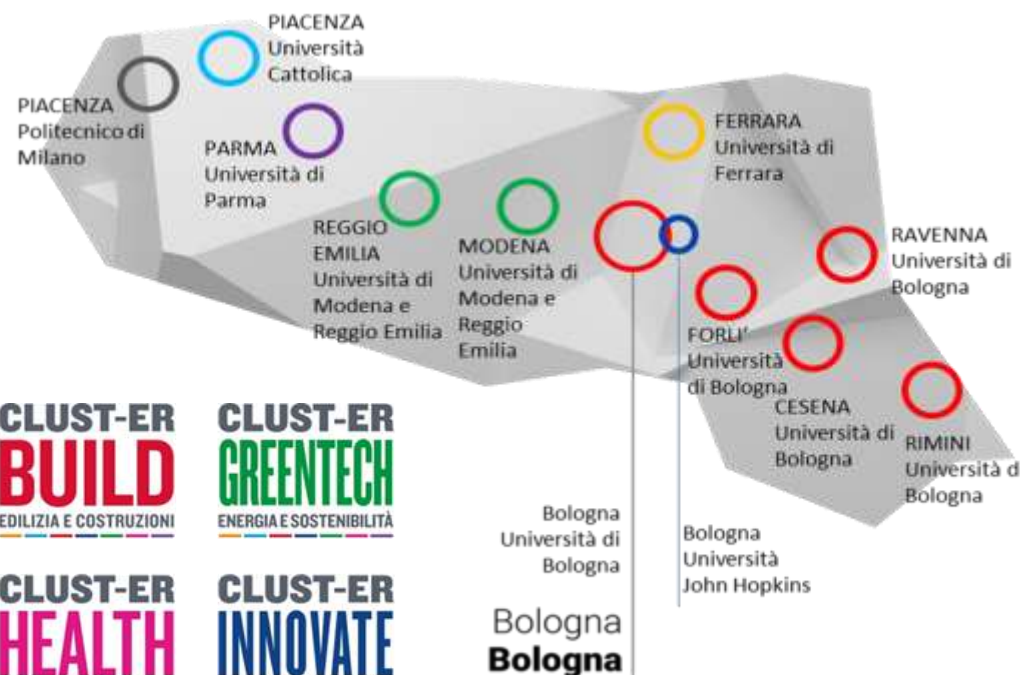 PIACENZA
Università
Cattolica
PIACENZA
Politecnico di
Milano
PARMA
Università di
Parma
FERRARA
Università di
Ferrara
REGGIO
EMILIA
Università di
Modena e
Reggio Emilia
MODENA
Università di
Modena e
Reggio
Emilia
RAVENNA
Università di
Bologna
FORLI'
Università
di Bologna
CESENA
Università di
Bologna
RIMINI
Università d
Bologna
CLUST-ER
BUILD
EDILIZIA E COSTRUZIONI
CLUST-ER
GREENTECH
ENERGIA E SOSTENIBILITÀ
Bologna
Università di
Bologna
Bologna
Università
John Hopkins
CLUST-ER
HEALTH
CLUST-ER
INNOVATE
Bologna
Bologna